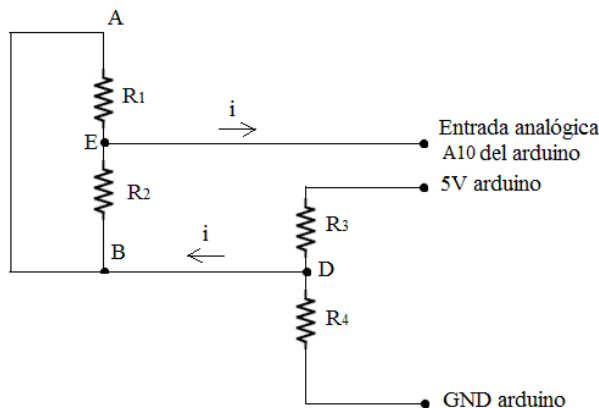 A
R1
i
E
Entrada analógica
A10 del arduino
5V arduino
R2
R3
B
i
D
R4
GND arduino